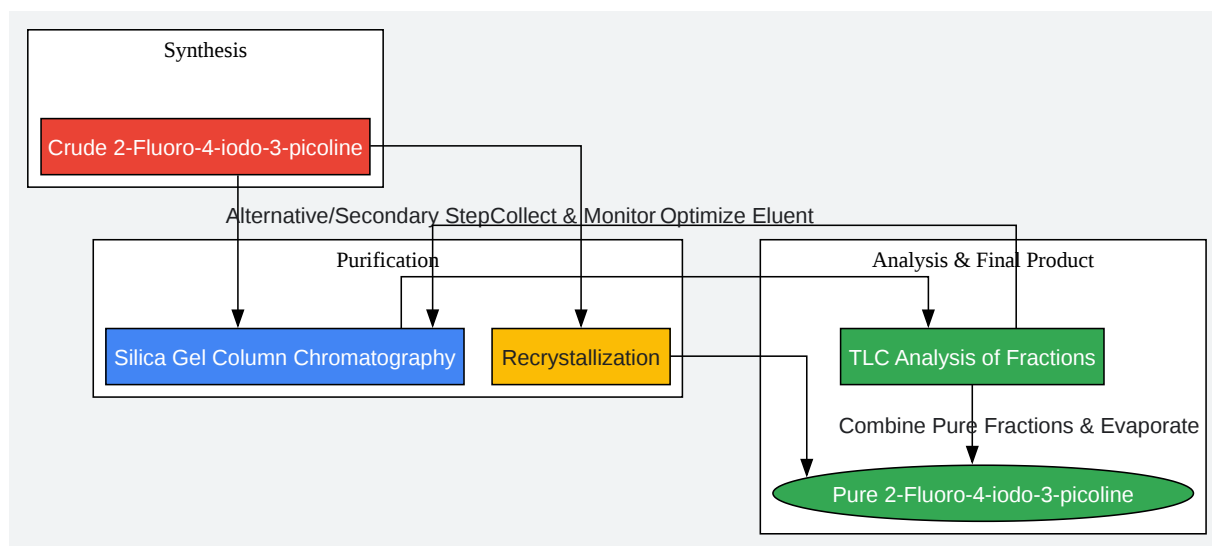 Synthesis
Crude 2-Fluoro-4-iodo-3-picoline
Alternative/Secondary StepCollect & Monitor Optimize Eluent
Purification
Analysis & Final Product
Silica Gel Column Chromatography
Recrystallization
TLC Analysis of Fractions
Combine Pure Fractions & Evaporate
Pure 2-Fluoro-4-iodo-3-picoline